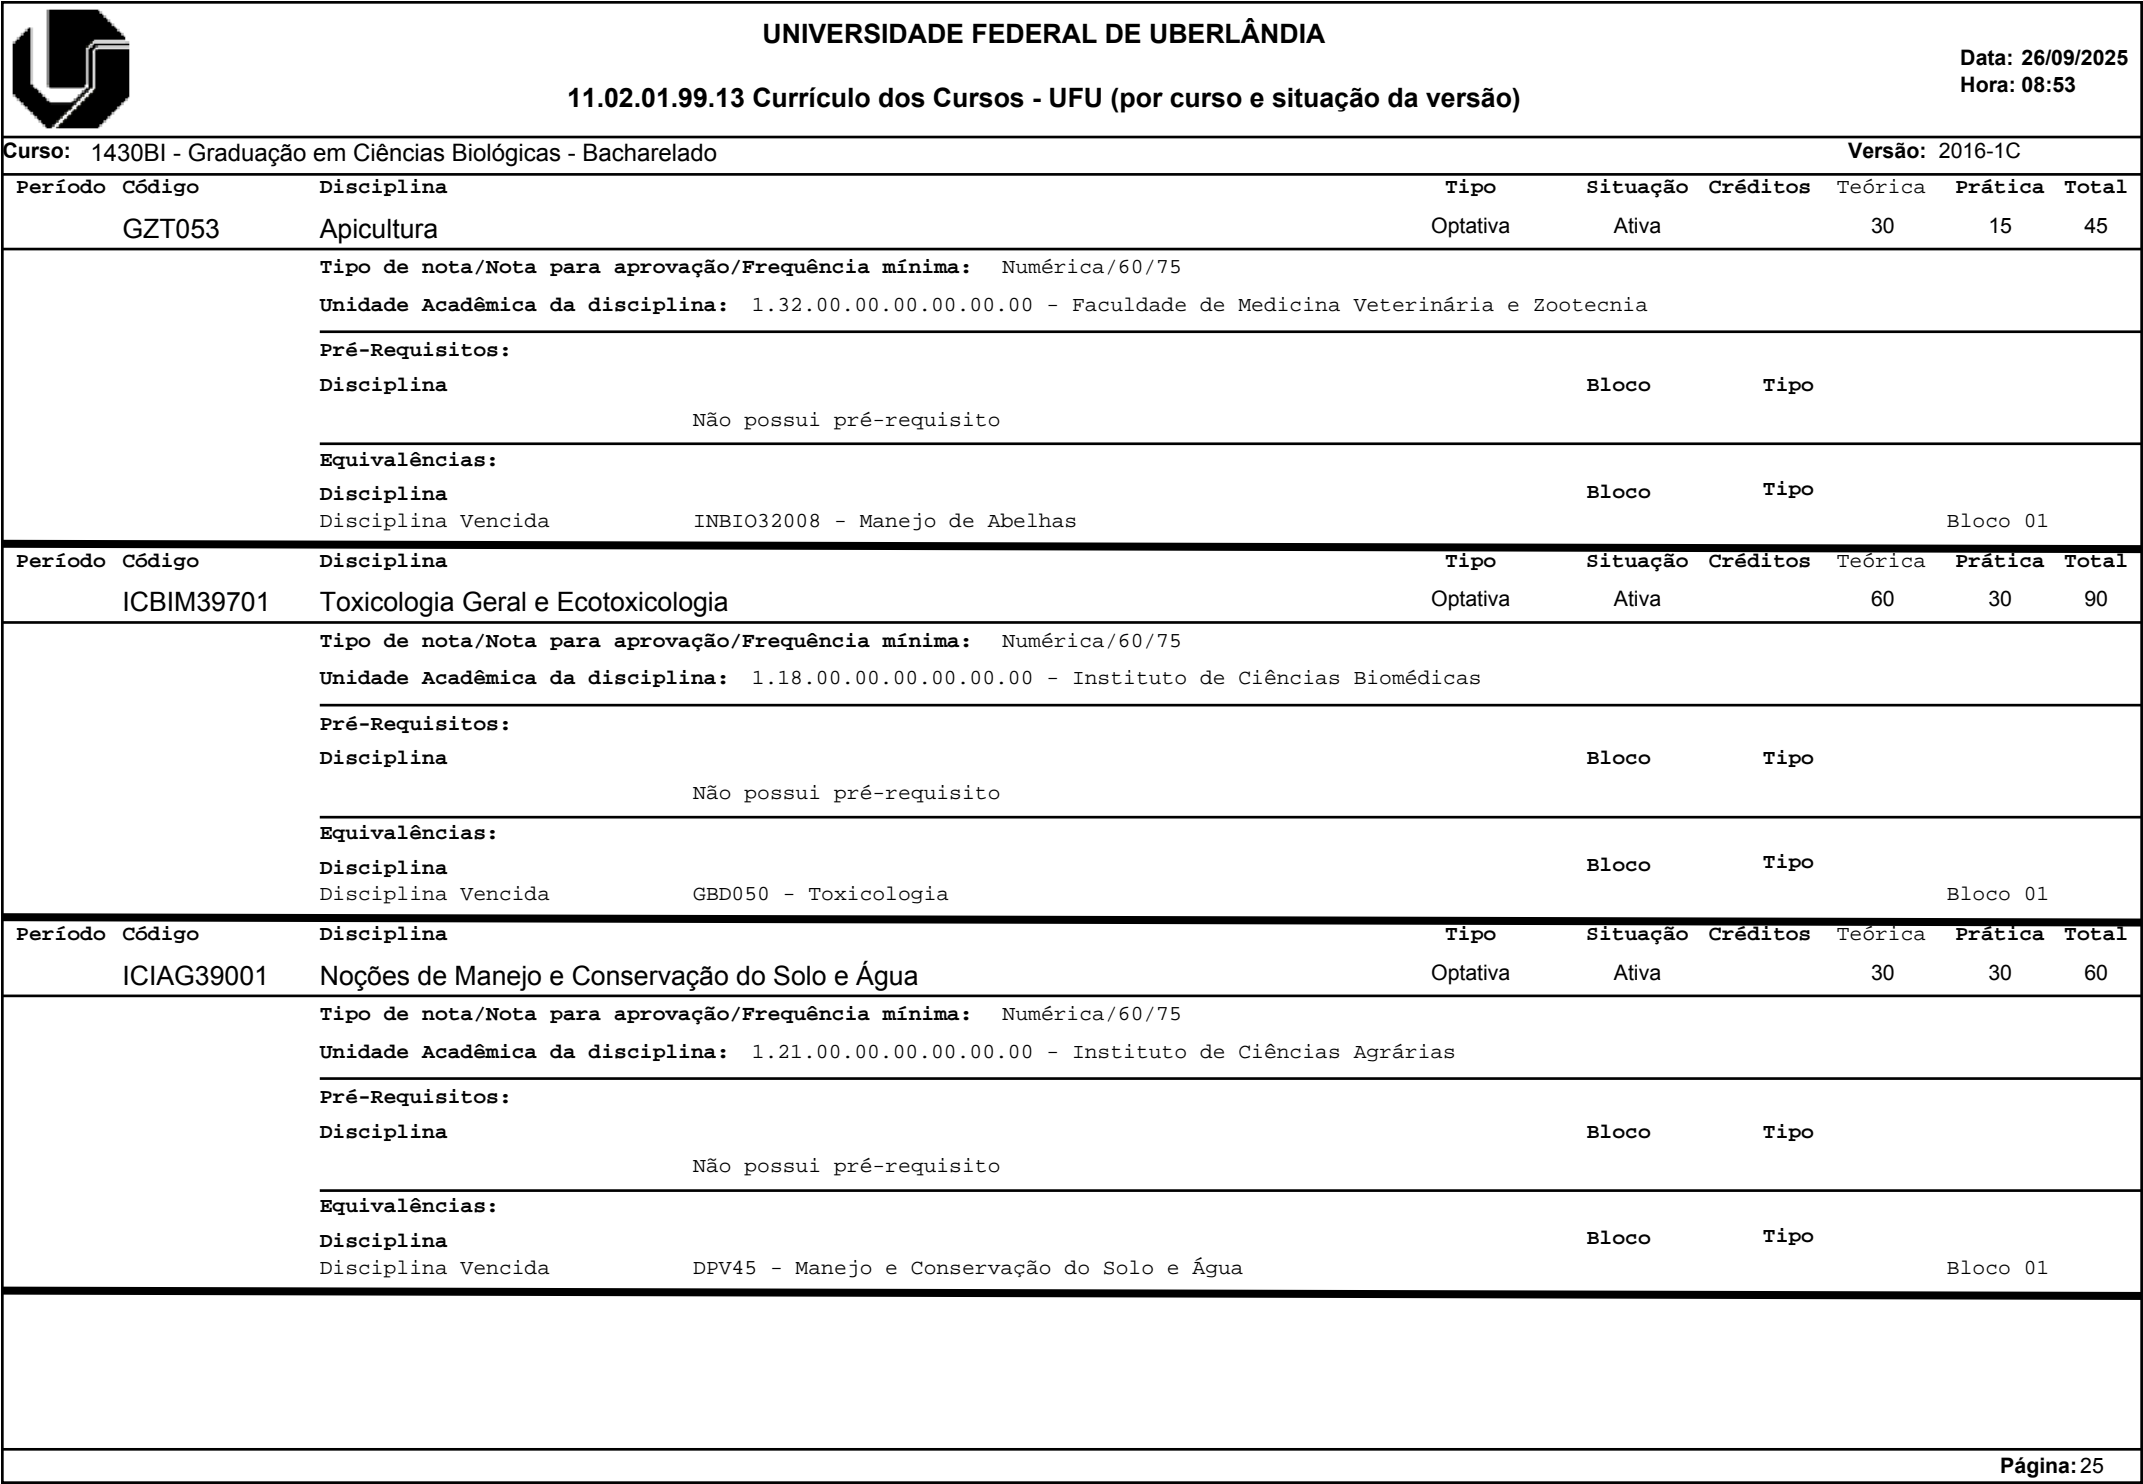 UNIVERSIDADE FEDERAL DE UBERLÂNDIA
Data: 26/09/2025
Hora: 08:53
11.02.01.99.13 Currículo dos Cursos - UFU (por curso e situação da versão)
Curso: 1430BI - Graduação em Ciências Biológicas - Bacharelado Versão: 2016-1C
Período Código Disciplina Tipo Situação Créditos Teórica Prática Total
GZT053 Apicultura Optativa Ativa 30 15 45
Tipo de nota/Nota para aprovação/Frequência mínima: Numérica/60/75
Unidade Acadêmica da disciplina: 1.32.00.00.00.00.00.00 - Faculdade de Medicina Veterinária e Zootecnia
Pré-Requisitos:
Disciplina Bloco Tipo
Não possui pré-requisito
Equivalências:
Disciplina Bloco Tipo
Disciplina Vencida INBIO32008 - Manejo de Abelhas Bloco 01
Período Código Disciplina Tipo Situação Créditos Teórica Prática Total
ICBIM39701 Toxicologia Geral e Ecotoxicologia Optativa Ativa 60 30 90
Tipo de nota/Nota para aprovação/Frequência mínima: Numérica/60/75
Unidade Acadêmica da disciplina: 1.18.00.00.00.00.00.00 - Instituto de Ciências Biomédicas
Pré-Requisitos:
Disciplina Bloco Tipo
Não possui pré-requisito
Equivalências:
Disciplina Bloco Tipo
Disciplina Vencida GBD050 - Toxicologia Bloco 01
Período Código Disciplina Tipo Situação Créditos Teórica Prática Total
ICIAG39001 Noções de Manejo e Conservação do Solo e Água Optativa Ativa 30 30 60
Tipo de nota/Nota para aprovação/Frequência mínima: Numérica/60/75
Unidade Acadêmica da disciplina: 1.21.00.00.00.00.00.00 - Instituto de Ciências Agrárias
Pré-Requisitos:
Disciplina Bloco Tipo
Não possui pré-requisito
Equivalências:
Disciplina Bloco Tipo
Disciplina Vencida DPV45 - Manejo e Conservação do Solo e Água Bloco 01
Página: 25